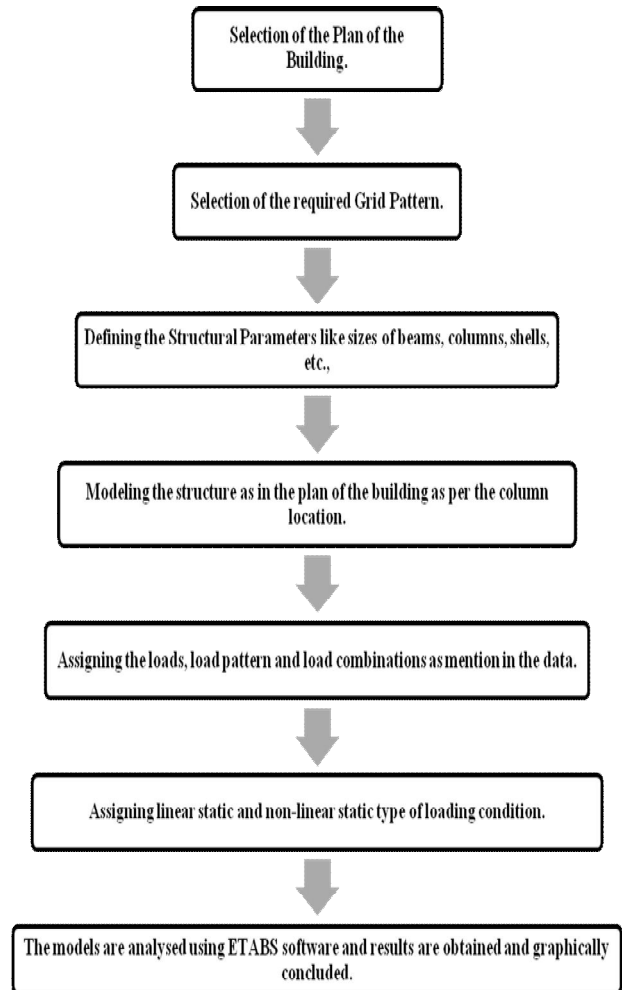 Selection of the Plan of the
Building.
Selection of the required Grid Pattern.
Defining the Structural Parameters like sizes of beams, columns, shells,
etc.,
Modeling the structure as in the plan of the building as per the column
location.
Assigning the loads, load pattern and load combinations as mention in the data.
Assigning linear static and non-linear static type of loading condition.
The models are analysed using ETABS software and results are obtained and graphically
concluded.